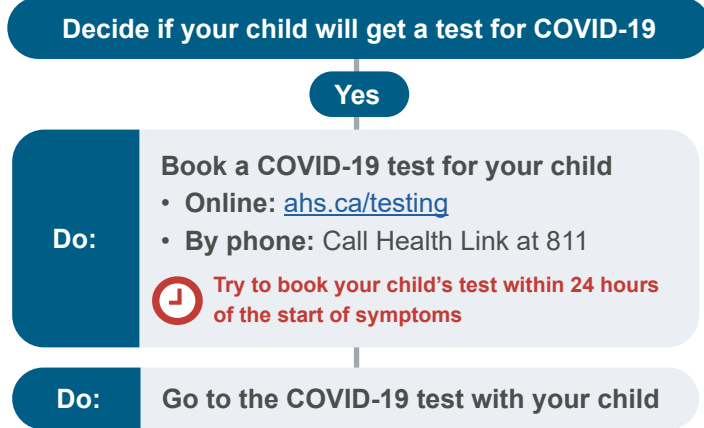 Decide if your child will get a test for COVID-19
Yes
Do:
Book a COVID-19 test for your child
• Online: ahs.ca/testing
• By phone: Call Health Link at 811
Try to book your child’s test within 24 hours
of the start of symptoms
Do:
Go to the COVID-19 test with your child